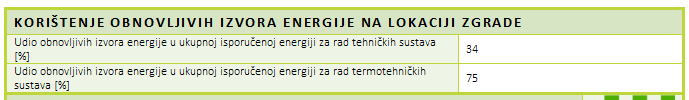 KORIŠTENJE OBNOVLJIVIH IZVORA ENERGIJE NA LOKACIJI ZGRADE
Udio obnovljivih izvora energije u ukupnoj isporučenoj energiji za rad tehničkih sustava
[%]
34
Udio obnovljivih izvora energije u ukupnoj isporučenoj energiji za rad termotehničkih
sustava [%]
75